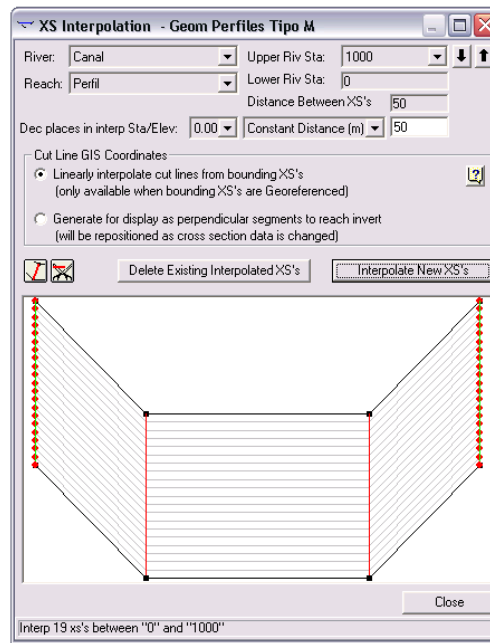 XS Interpolation - Geom Perfiles Tipo M
River: Canal Upper Riv Sta: 1000
Reach: Perfil Lower Riv Sta: 0
Distance Between XS's 50
Dec places in interp Sta/Elev: 0.00 Constant Distance (m) 50
Cut Line GIS Coordinates
Linearly interpolate cut lines from bounding XS's
(only available when bounding XS's are Georeferenced)
Generate for display as perpendicular segments to reach invert
(will be repositioned as cross section data is changed)
Delete Existing Interpolated XS's Interpolate New XS's
Close
Interp 19 xs's between "0" and "1000"